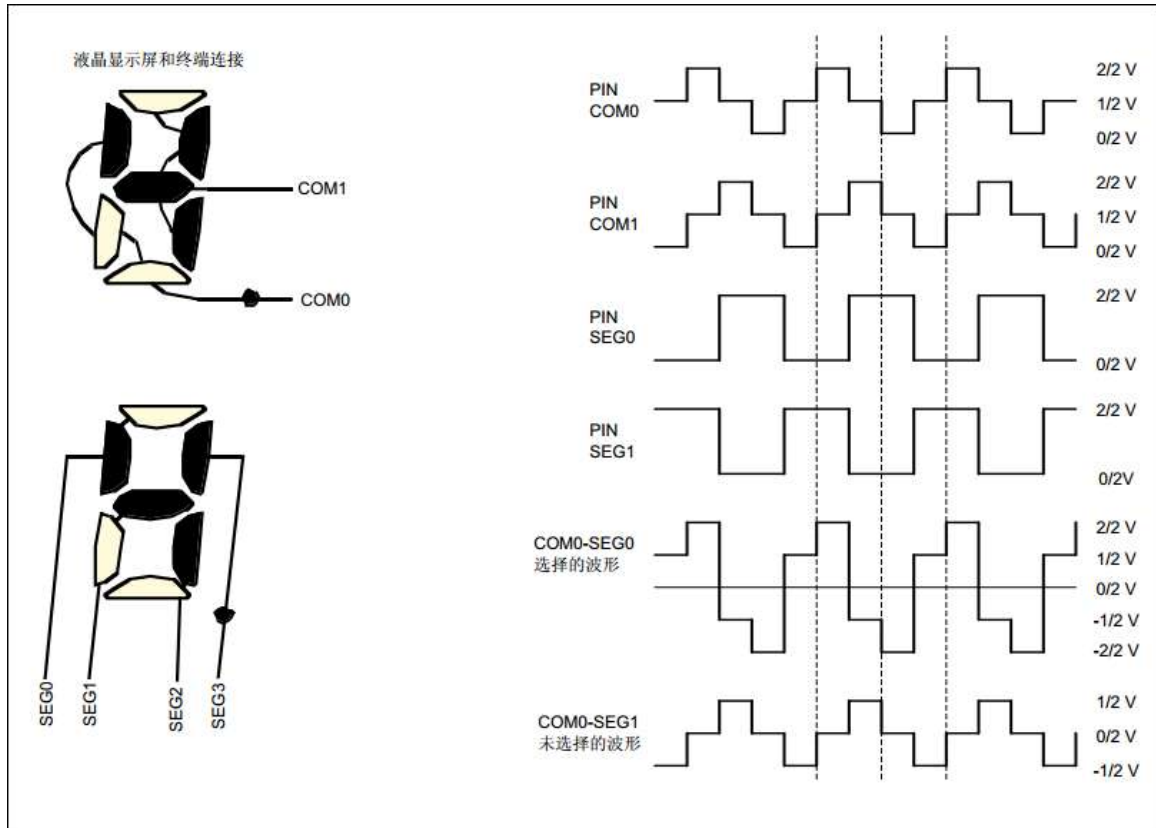 液晶显示屏和终端连接
COM1
COM0
SEG0
SEG1
SEG2
SEG3
PIN
COM0
2/2 V
1/2 V
0/2 V
PIN
COM1
2/2 V
1/2 V
0/2 V
PIN
SEG0
2/2 V
0/2 V
PIN
SEG1
2/2 V
0/2V
COM0-SEG0
选择的波形
2/2 V
1/2 V
0/2 V
-1/2 V
-2/2 V
COM0-SEG1
未选择的波形
1/2 V
0/2 V
-1/2 V